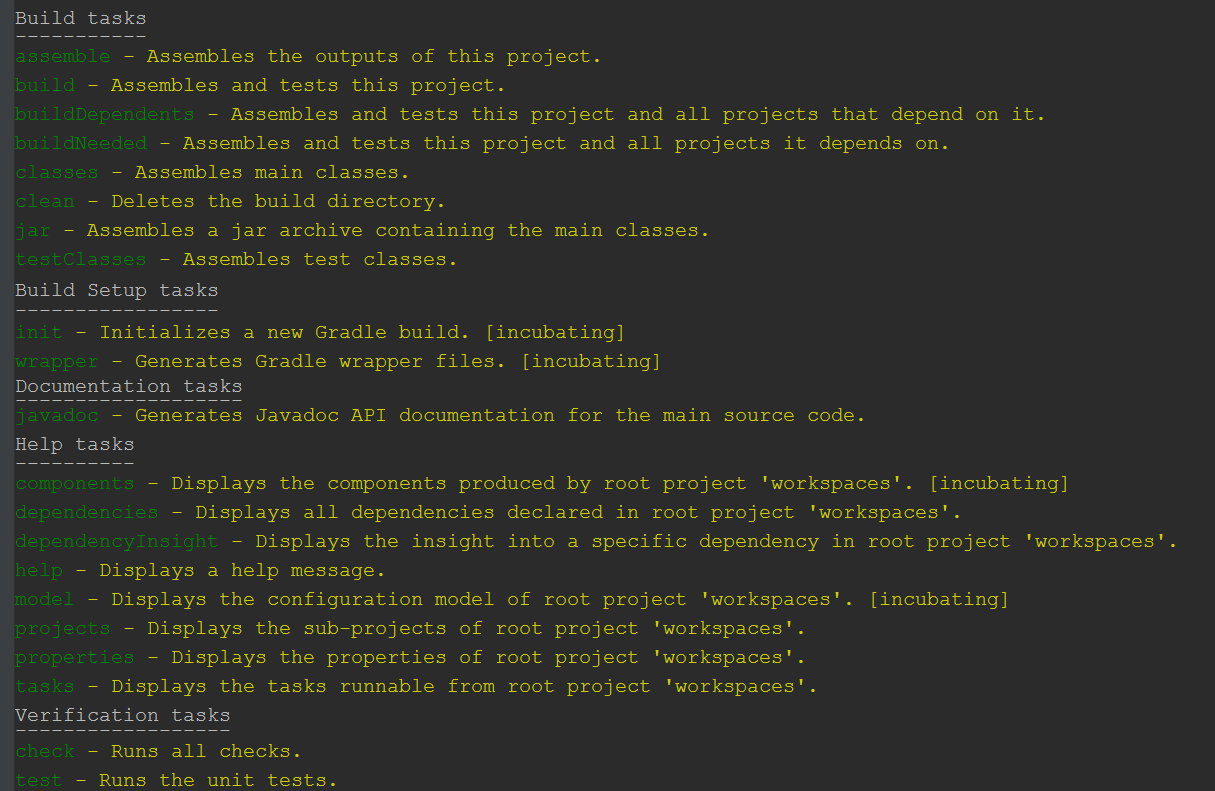 Build tasks
-----------
assemble - Assembles the outputs of this project.
build - Assembles and tests this project.
buildDependents - Assembles and tests this project and all projects that depend on it.
buildNeeded - Assembles and tests this project and all projects it depends on.
classes - Assembles main classes.
clean - Deletes the build directory.
jar - Assembles a jar archive containing the main classes.
testClasses - Assembles test classes.
Build Setup tasks
-----------------
init - Initializes a new Gradle build. [incubating]
wrapper - Generates Gradle wrapper files. [incubating]
Documentation tasks
-------------------
javadoc - Generates Javadoc API documentation for the main source code.
Help tasks
----------
components - Displays the components produced by root project 'workspaces'. [incubating]
dependencies - Displays all dependencies declared in root project 'workspaces'.
dependencyInsight - Displays the insight into a specific dependency in root project 'workspaces'.
help - Displays a help message.
model - Displays the configuration model of root project 'workspaces'. [incubating]
projects - Displays the sub-projects of root project 'workspaces'.
properties - Displays the properties of root project 'workspaces'.
tasks - Displays the tasks runnable from root project 'workspaces'.
Verification tasks
------------------
check - Runs all checks.
test - Runs the unit tests.